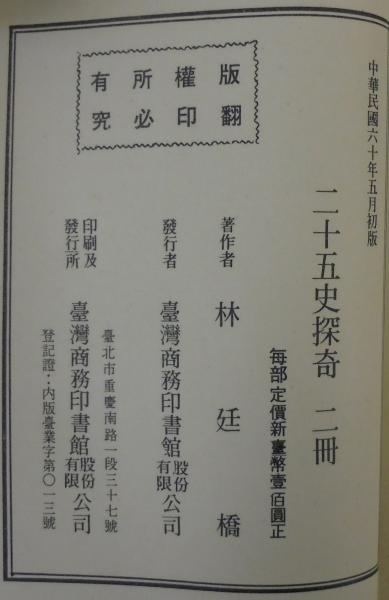 中華民國六十年五月初版
二十五史探奇 二冊
每部定價新臺幣壹佰圓正
版權所有
翻印必究
著作者 林廷橋
發行者 臺灣商務印書館股份有限公司
臺北市重慶南路一段三十七號
印刷及發行所 臺灣商務印書館股份有限公司
登記證：內版臺業字第〇一三號